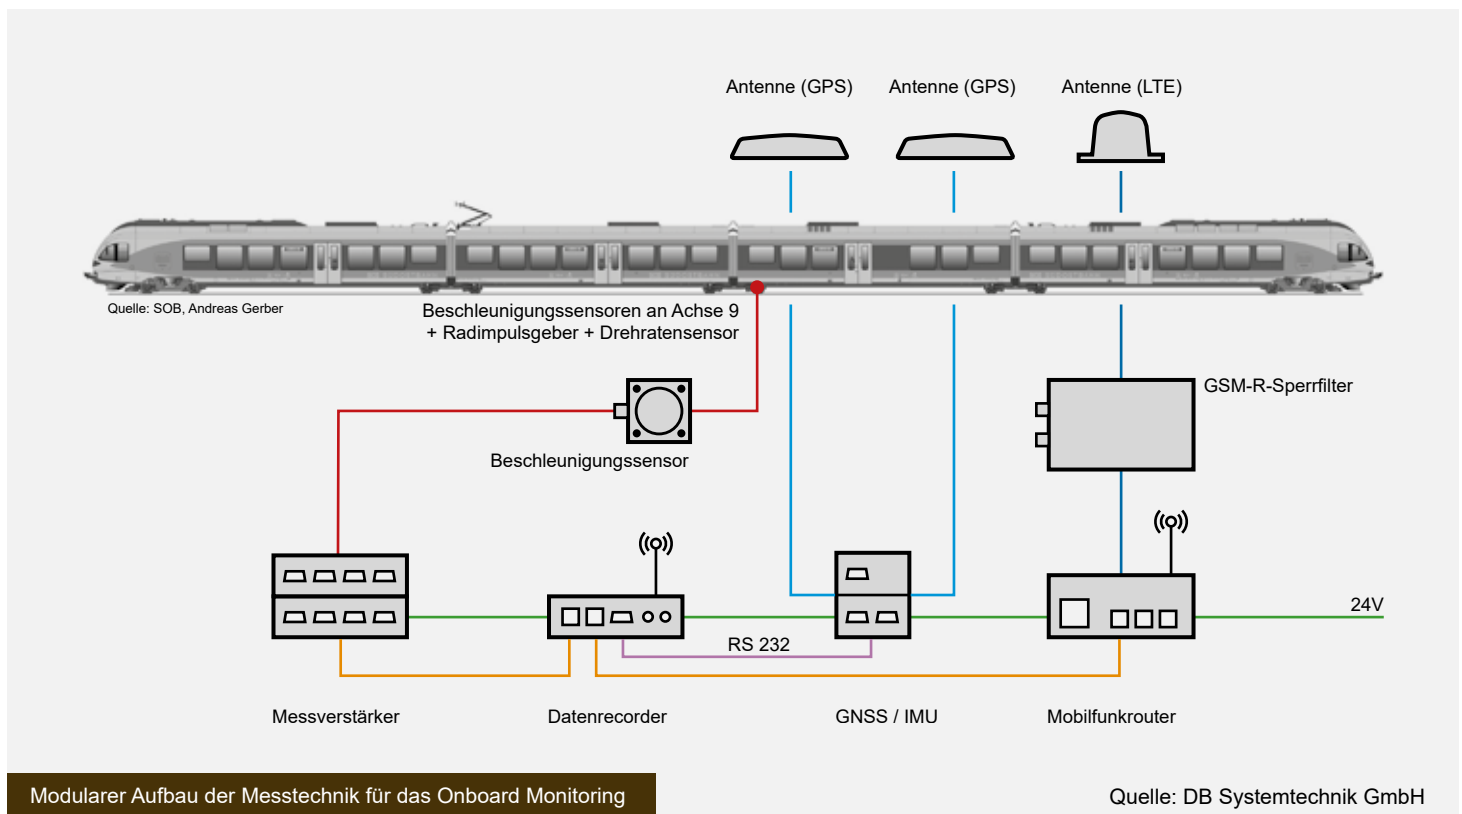 Antenne (GPS)
Antenne (GPS)
Antenne (LTE)
Quelle: SOB, Andreas Gerber
Beschleunigungssensoren an Achse 9
+ Radimpulsgeber + Drehratensensor
GSM-R-Sperrfilter
Beschleunigungssensor
24V
RS 232
Messverstärker
Datenrecorder
GNSS / IMU
Mobilfunkrouter
Modularer Aufbau der Messtechnik für das Onboard Monitoring
Quelle: DB Systemtechnik GmbH